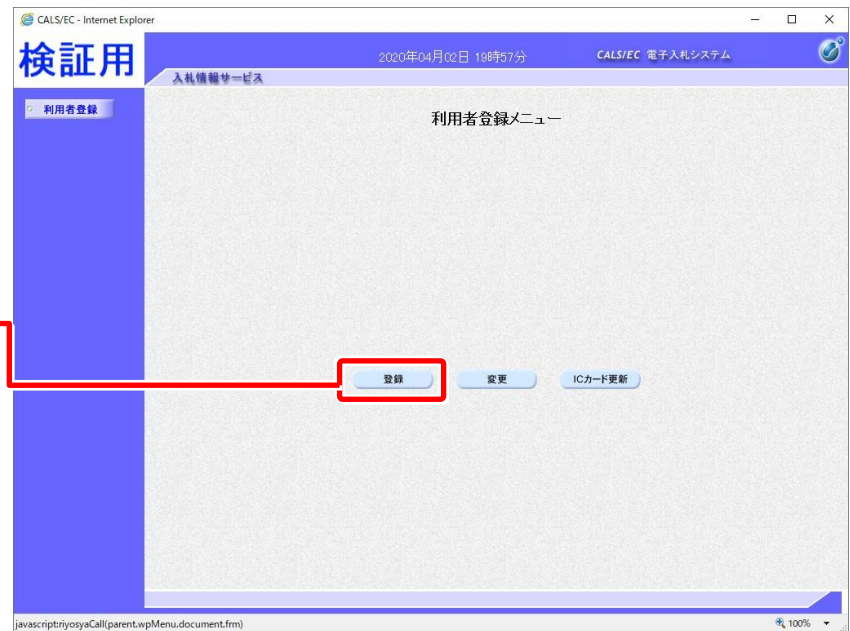 CALS/EC - Internet Explorer
検証用
2020年04月02日 19時57分
CALS/EC 電子入札システム
入札情報サービス
利用者登録
利用者登録メニュー
登録
変更
ICカード更新
javascript:riyosyaCall(parent.wpMenu.document.frm)
100%